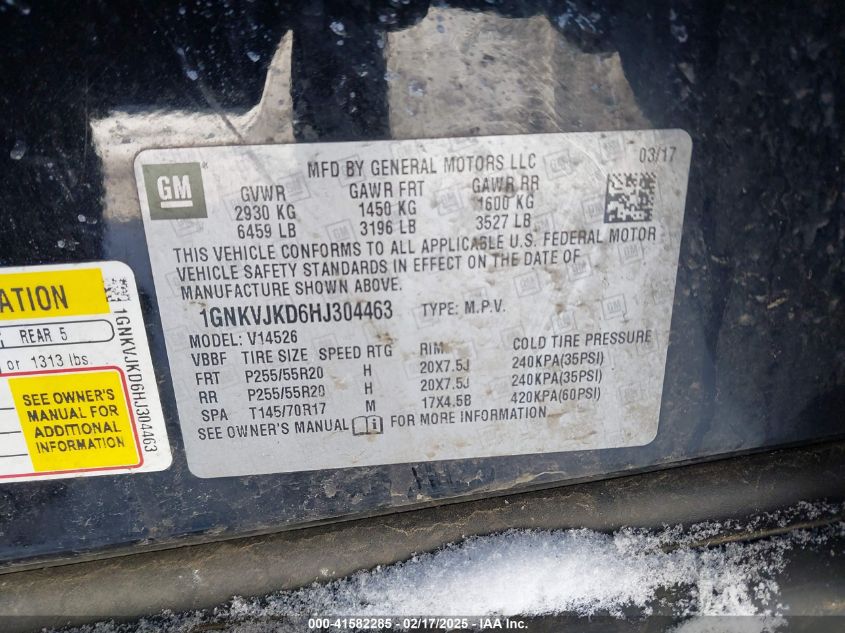 MFD BY GENERAL MOTORS LLC 03/17
GM
GVWR GAWR FRT GAWR RR
2930 KG 1450 KG 1600 KG
6459 LB 3196 LB 3527 LB
THIS VEHICLE CONFORMS TO ALL APPLICABLE U.S. FEDERAL MOTOR
VEHICLE SAFETY STANDARDS IN EFFECT ON THE DATE OF
MANUFACTURE SHOWN ABOVE.
1GNKVJKD6HJ304463 TYPE: M.P.V.
MODEL: V14526
VBBF TIRE SIZE SPEED RTG RIM COLD TIRE PRESSURE
FRT P255/55R20 H 20X7.5J 240KPA(35PSI)
RR P255/55R20 H 20X7.5J 240KPA(35PSI)
SPA T145/70R17 M 17X4.5B 420KPA(60PSI)
SEE OWNER'S MANUAL i FOR MORE INFORMATION
ATION
REAR 5
or 1313 lbs.
SEE OWNER'S
MANUAL FOR
ADDITIONAL
INFORMATION
1GNKVJKD6HJ304463
000-41582285 - 02/17/2025 - IAA Inc.